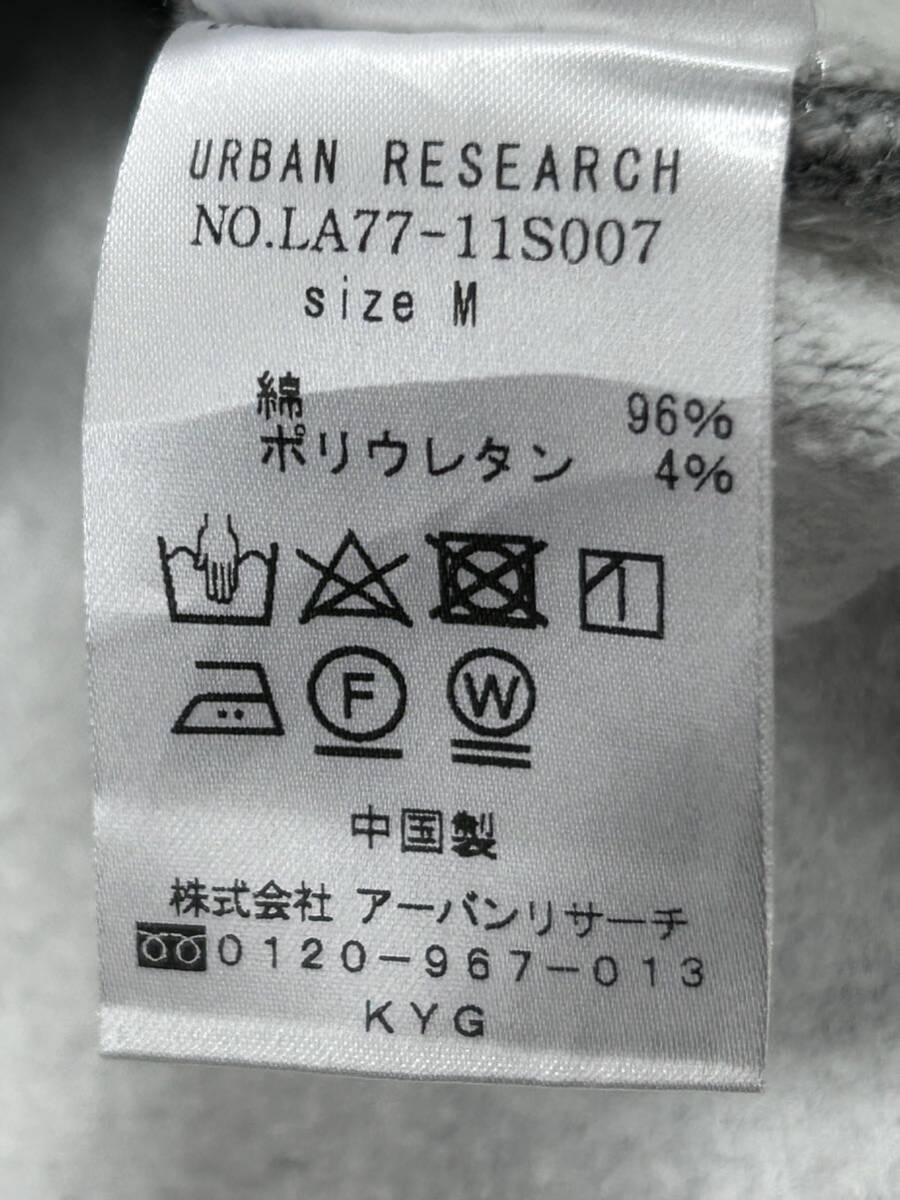 URBAN RESEARCH
NO.LA77-11S007
size M
綿 96%
ポリウレタン 4%
F W
中国製
株式会社 アーバンリサーチ
0120-967-013
KYG